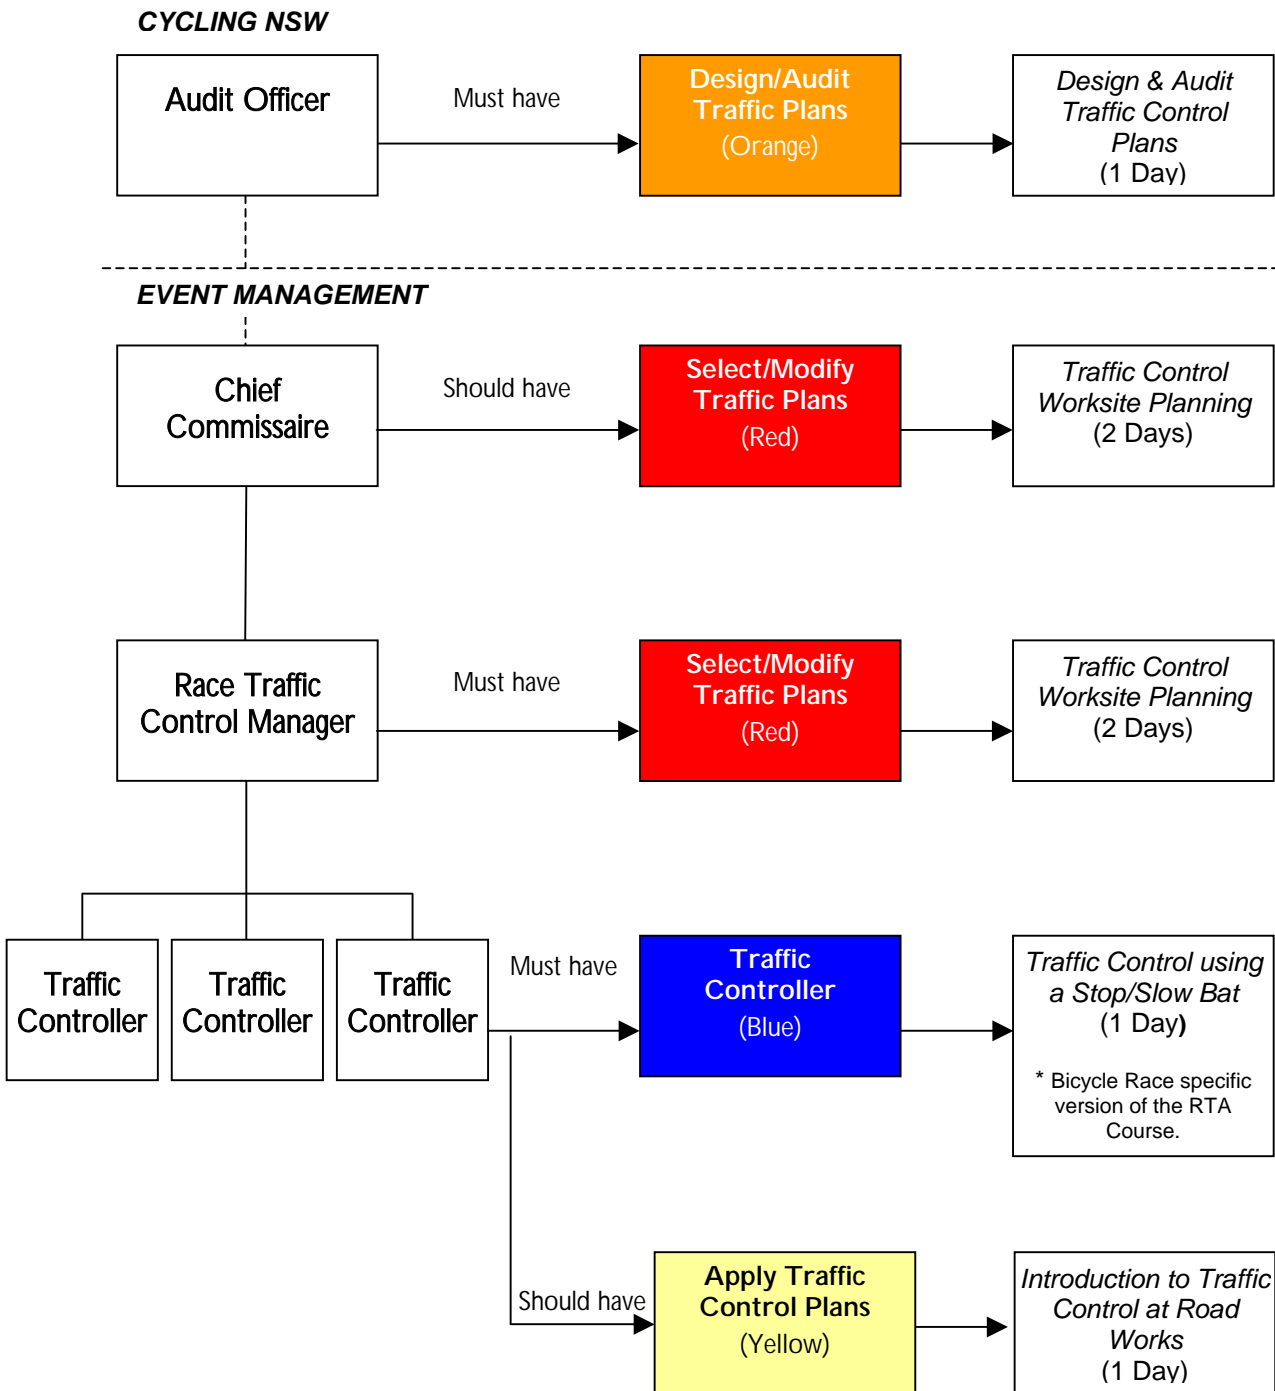 CYCLING NSW
Audit Officer
Must have
Design/Audit
Traffic Plans
(Orange)
Design & Audit
Traffic Control
Plans
(1 Day)
EVENT MANAGEMENT
Chief
Commissaire
Should have
Select/Modify
Traffic Plans
(Red)
Traffic Control
Worksite Planning
(2 Days)
Race Traffic
Control Manager
Must have
Select/Modify
Traffic Plans
(Red)
Traffic Control
Worksite Planning
(2 Days)
Traffic
Controller
Traffic
Controller
Traffic
Controller
Must have
Traffic
Controller
(Blue)
Traffic Control using
a Stop/Slow Bat
(1 Day)
* Bicycle Race specific
version of the RTA
Course.
Should have
Apply Traffic
Control Plans
(Yellow)
Introduction to Traffic
Control at Road
Works
(1 Day)